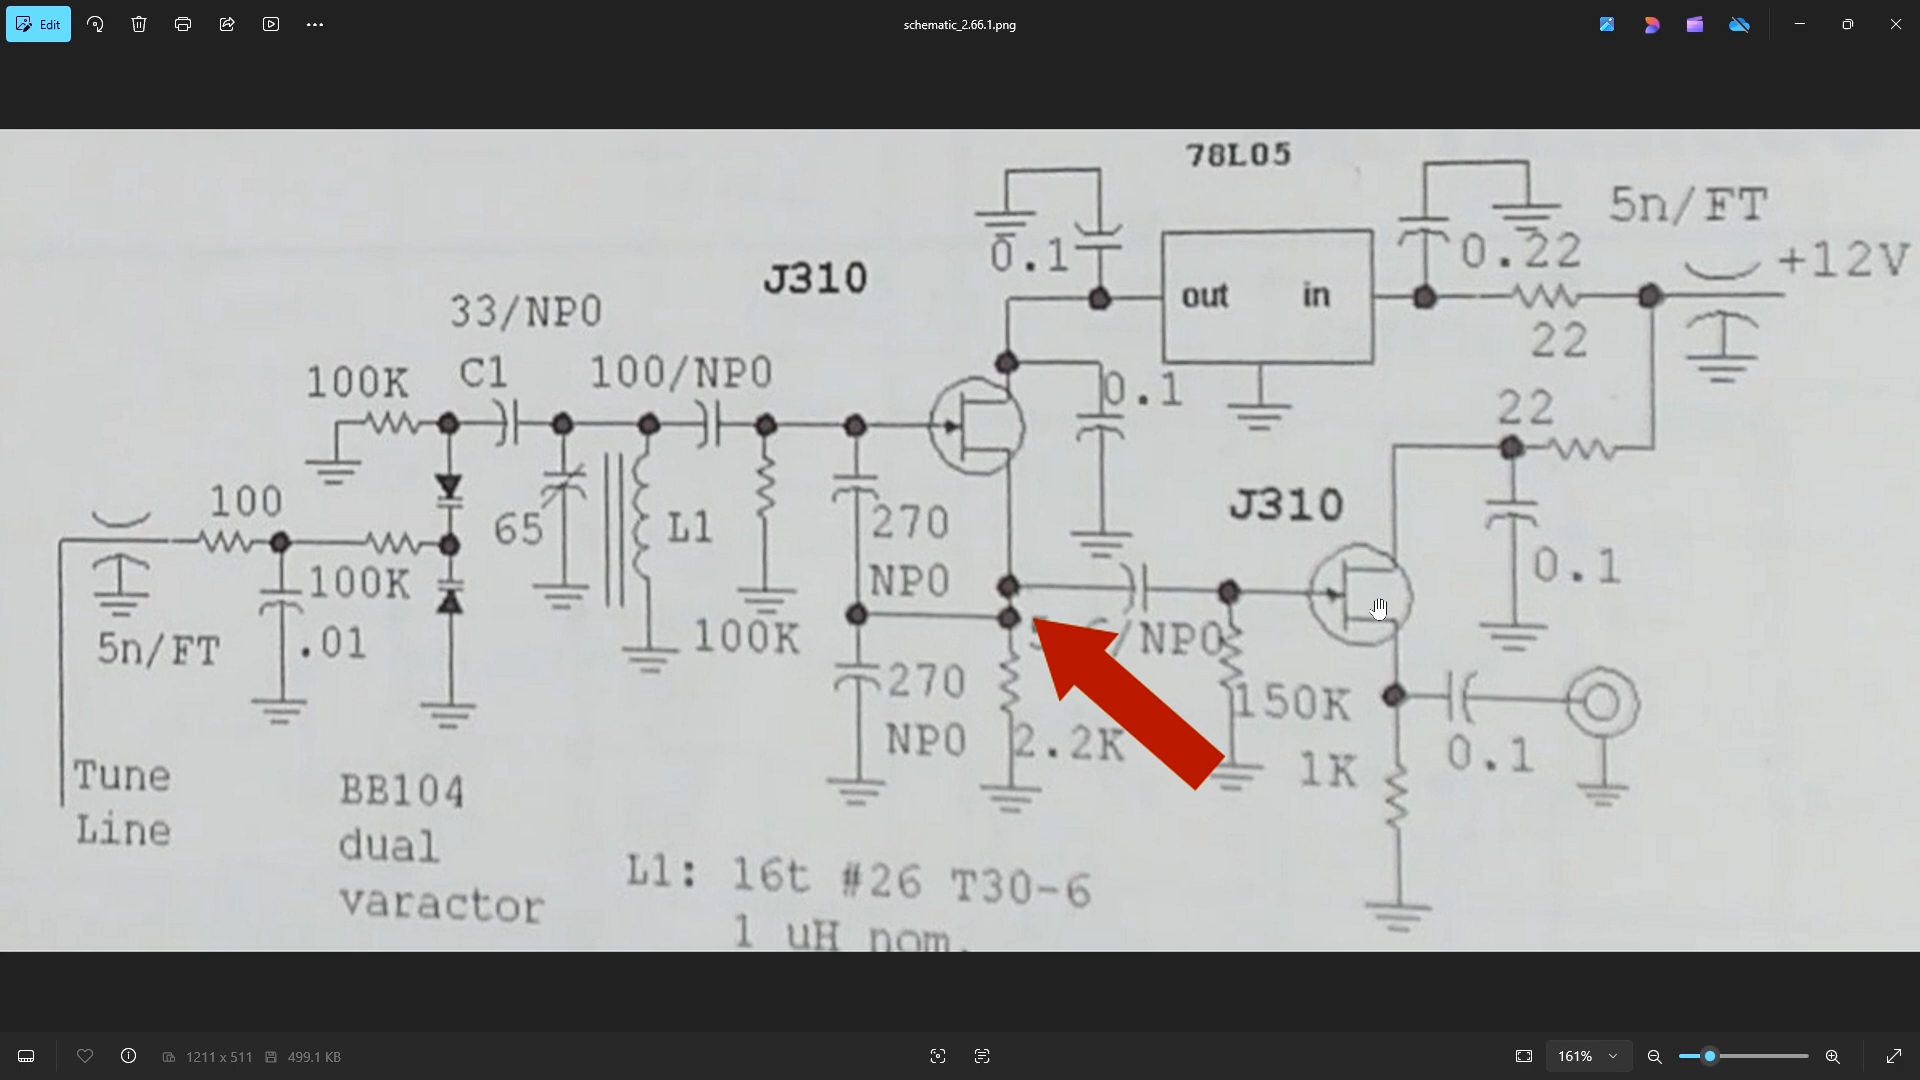 Edit
schematic_2.66.1.png
78L05
5n/FT
0.1
0.22
+12V
J310
out in
33/NP0
22
100K
C1
100/NP0
0.1
22
100
270
J310
65
L1
NP0
0.1
100K
5n/FT
.01
100K
/NP0
270
150K
NP0
2.2K
1K
0.1
Tune
Line
BB104
dual
varactor
L1: 16t #26 T30-6
1 uH nom.
1211 x 511
499.1 KB
161%